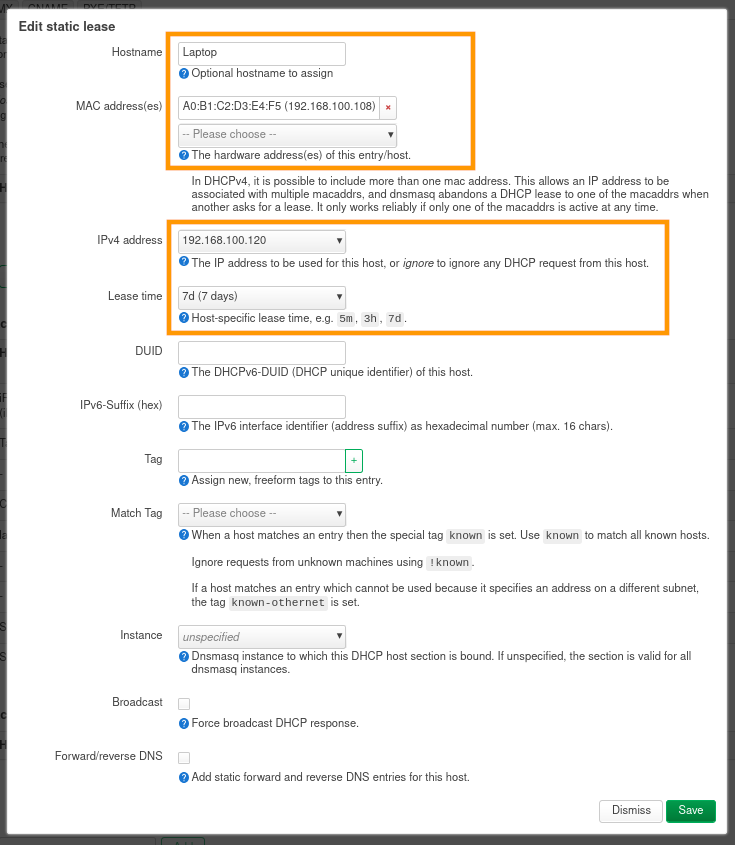 Edit static lease
Hostname
Laptop
Optional hostname to assign
MAC address(es)
A0:B1:C2:D3:E4:F5 (192.168.100.108)
-- Please choose --
The hardware address(es) of this entry/host.
In DHCPv4, it is possible to include more than one mac address. This allows an IP address to be
associated with multiple macaddrs, and dnsmasq abandons a DHCP lease to one of the macaddrs when
another asks for a lease. It only works reliably if only one of the macaddrs is active at any time.
IPv4 address
192.168.100.120
The IP address to be used for this host, or ignore to ignore any DHCP request from this host.
Lease time
7d (7 days)
Host-specific lease time, e.g. 5m, 3h, 7d.
DUID
The DHCPv6-DUID (DHCP unique identifier) of this host.
IPv6-Suffix (hex)
The IPv6 interface identifier (address suffix) as hexadecimal number (max. 16 chars).
Tag
+
Assign new, freeform tags to this entry.
Match Tag
-- Please choose --
When a host matches an entry then the special tag known is set. Use known to match all known hosts.
Ignore requests from unknown machines using !known.
If a host matches an entry which cannot be used because it specifies an address on a different subnet,
the tag known-othernet is set.
Instance
unspecified
Dnsmasq instance to which this DHCP host section is bound. If unspecified, the section is valid for all
dnsmasq instances.
Broadcast
Force broadcast DHCP response.
Forward/reverse DNS
Add static forward and reverse DNS entries for this host.
Dismiss
Save